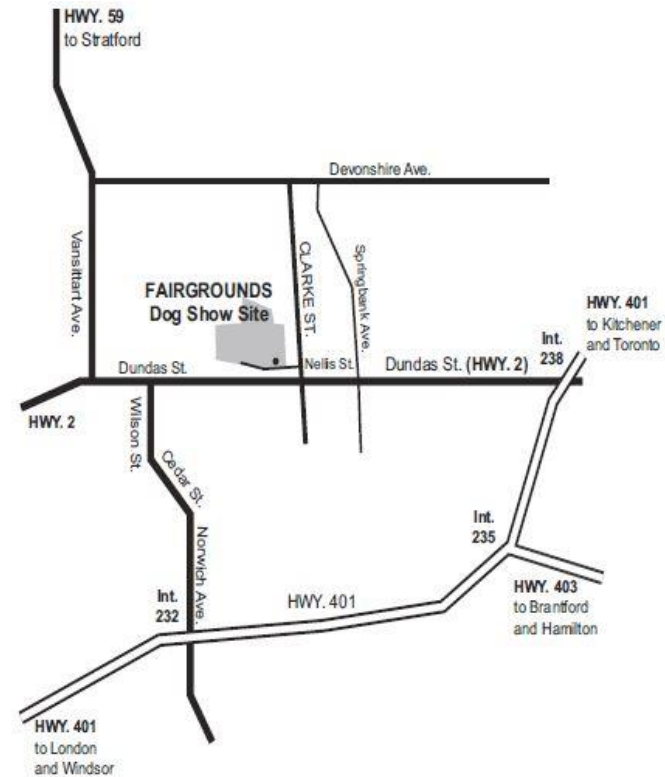 HWY. 59
to Stratford
Devonshire Ave.
Vansittart Ave.
CLARKE ST.
Springbank Ave.
FAIRGROUNDS
Dog Show Site
HWY. 401
to Kitchener
and Toronto
Int.
238
Nellis St.
Dundas St.
Dundas St. (HWY. 2)
HWY. 2
Wilson St.
Cedar St.
Norwich Ave.
Int.
235
Int.
232
HWY. 401
HWY. 403
to Brantford
and Hamilton
HWY. 401
to London
and Windsor